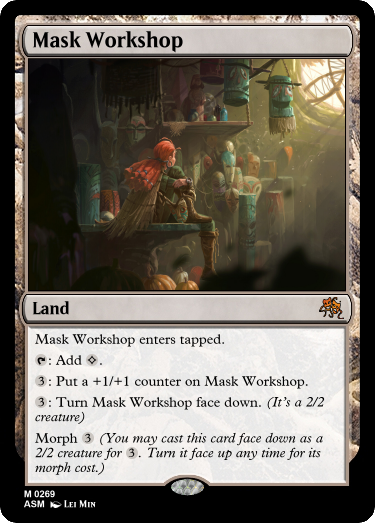 Mask Workshop
Land
Mask Workshop enters tapped.
T: Add C.
3: Put a +1/+1 counter on Mask Workshop.
3: Turn Mask Workshop face down. (It's a 2/2
creature)
Morph 3 (You may cast this card face down as a
2/2 creature for 3. Turn it face up any time for its
morph cost.)
M 0269
ASM Lei Min